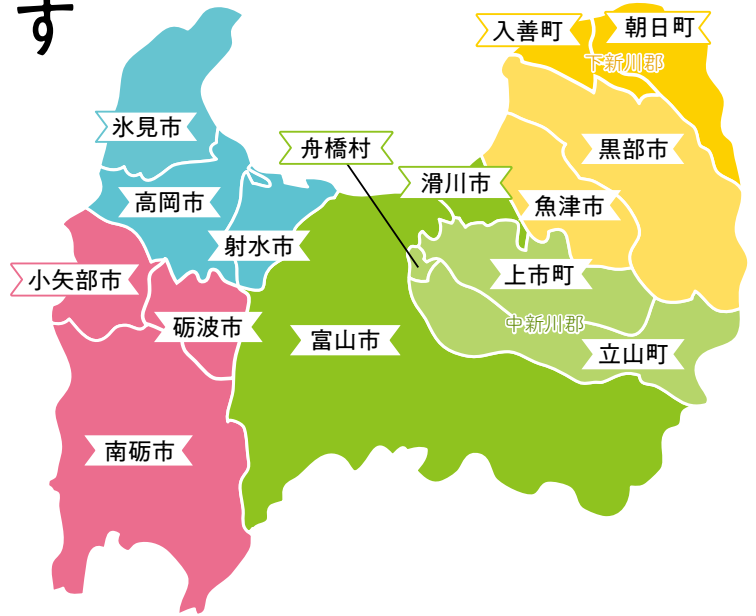 す
入善町
朝日町
下新川郡
氷見市
舟橋村
黒部市
滑川市
高岡市
魚津市
射水市
小矢部市
上市町
砺波市
中新川郡
富山市
立山町
南砺市